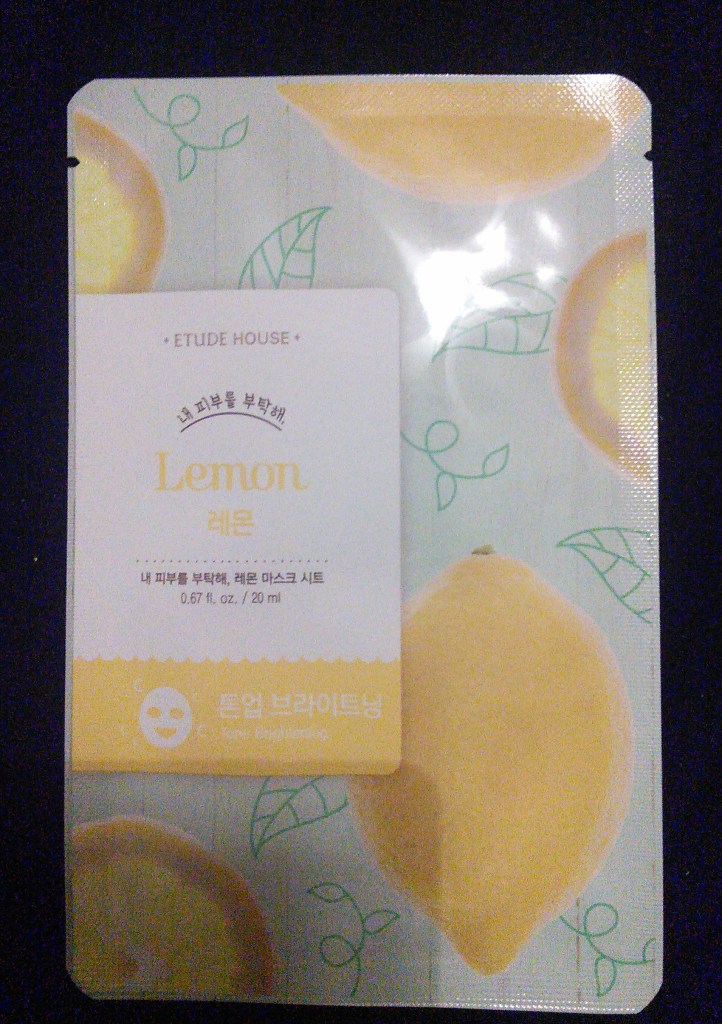 ETUDE HOUSE
내 피부를 부탁해,
Lemon
레몬
내 피부를 부탁해, 레몬 마스크 시트
0.67 fl. oz. / 20 ml
톤업 브라이트닝
Tone Brightening